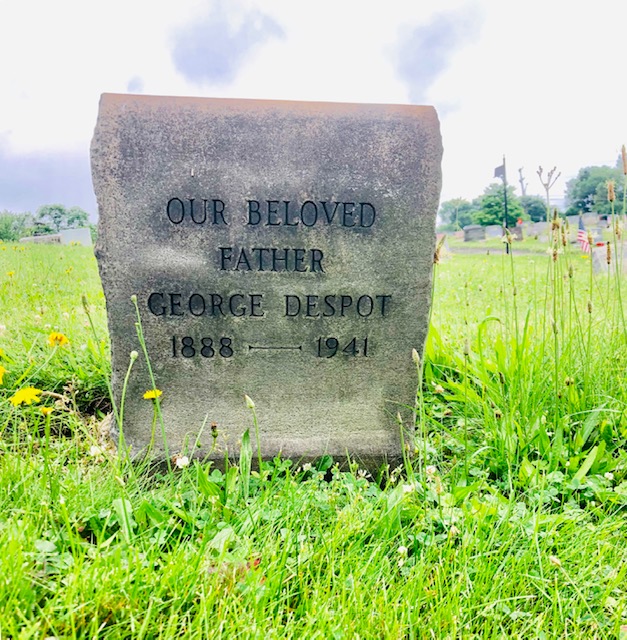 OUR BELOVED
FATHER
GEORGE DESPOT
1888 — 1941